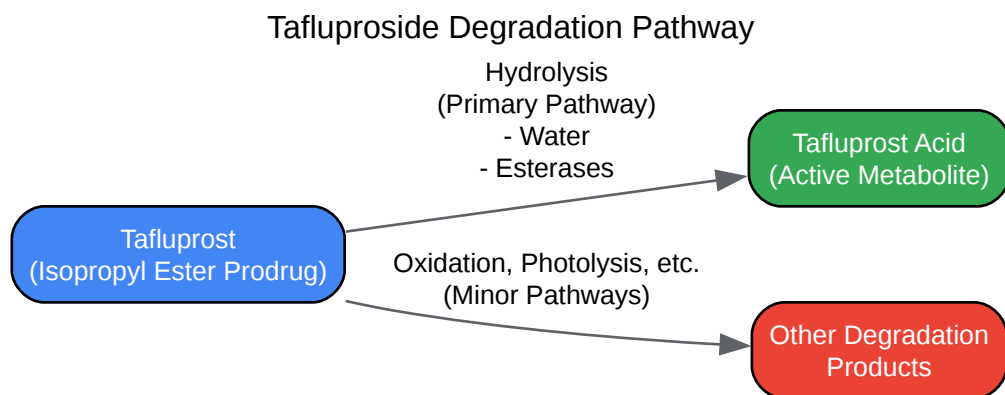 Tafluproside Degradation Pathway
Hydrolysis
(Primary Pathway)
- Water
- Esterases
Tafluprost Acid
(Active Metabolite)
Tafluprost
(Isopropyl Ester Prodrug)
Oxidation, Photolysis, etc.
(Minor Pathways)
Other Degradation
Products